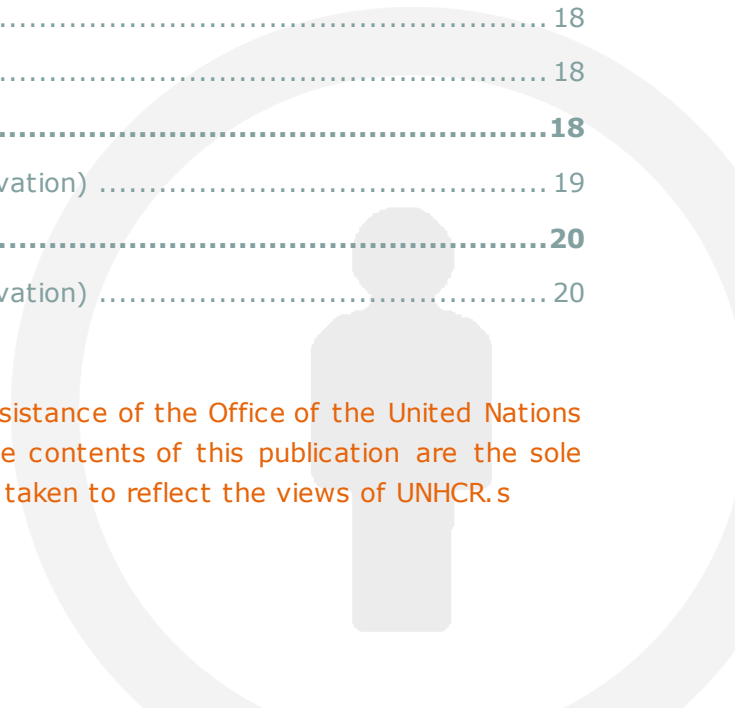 ........................................................ 18
........................................................ 18
........................................................18
vation) .............................................. 19
........................................................20
vation) .............................................. 20
sistance of the Office of the United Nations
e contents of this publication are the sole
taken to reflect the views of UNHCR.s